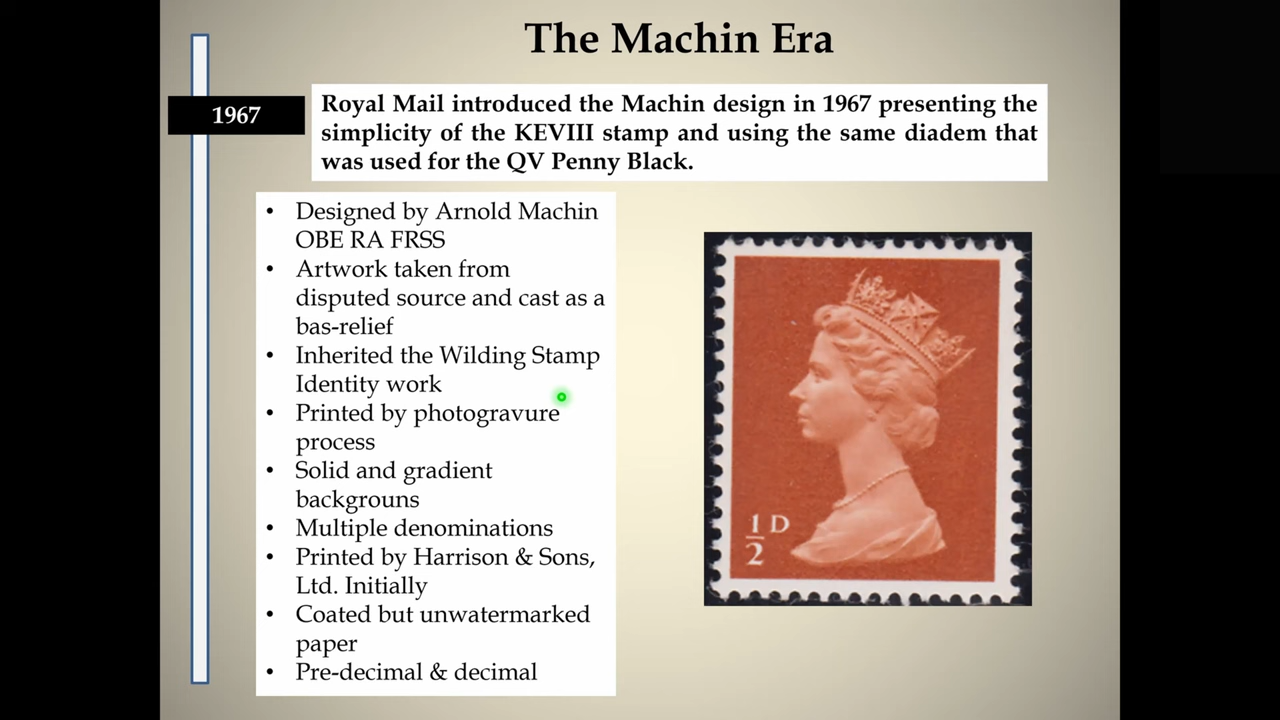 The Machin Era
1967
Royal Mail introduced the Machin design in 1967 presenting the
simplicity of the KEVIII stamp and using the same diadem that
was used for the QV Penny Black.
• Designed by Arnold Machin
OBE RA FRSS
• Artwork taken from
disputed source and cast as a
bas-relief
• Inherited the Wilding Stamp
Identity work
• Printed by photogravure
process
• Solid and gradient
backgrouns
• Multiple denominations
• Printed by Harrison & Sons,
Ltd. Initially
• Coated but unwatermarked
paper
• Pre-decimal & decimal
1/2 D